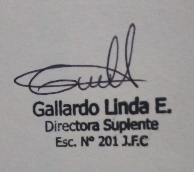 Gallardo Linda E.
Directora Suplente
Esc. Nº 201 J.F.C